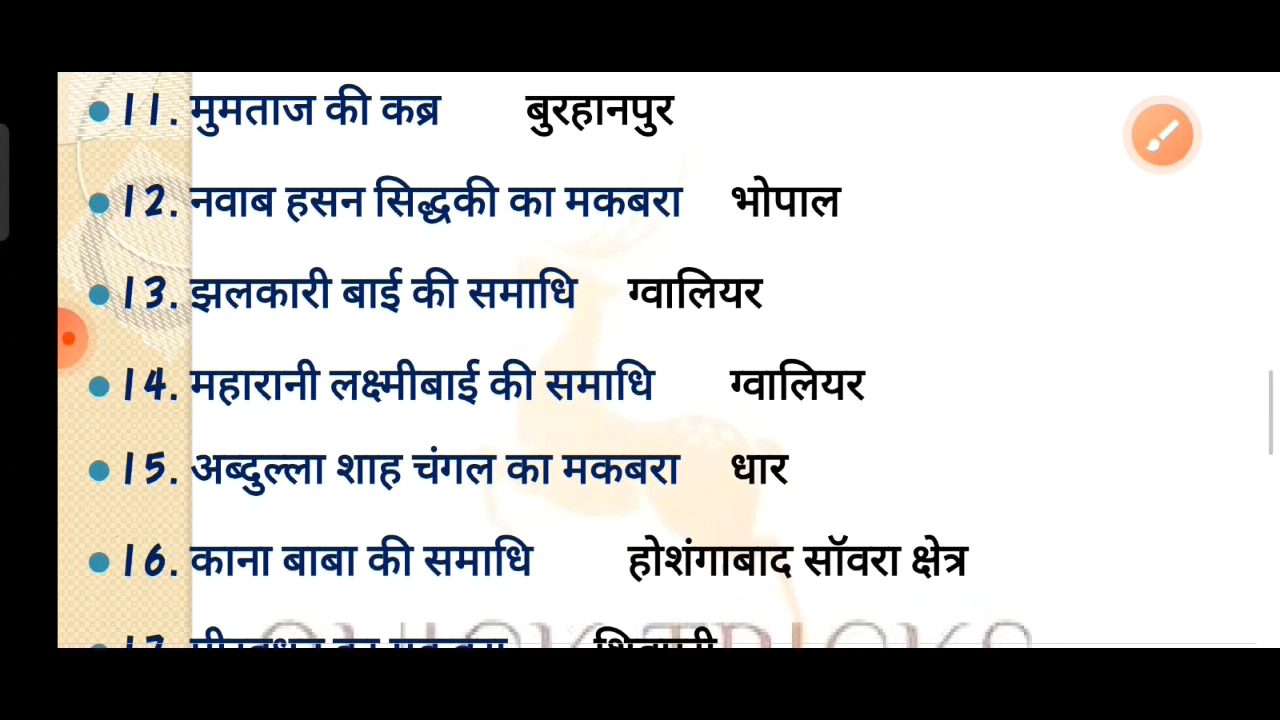 11. मुमताज की कब्र बुरहानपुर
12. नवाब हसन सिद्धकी का मकबरा भोपाल
13. झलकारी बाई की समाधि ग्वालियर
14. महारानी लक्ष्मीबाई की समाधि ग्वालियर
15. अब्दुल्ला शाह चंगल का मकबरा धार
16. काना बाबा की समाधि होशंगाबाद सॉवरा क्षेत्र
17.